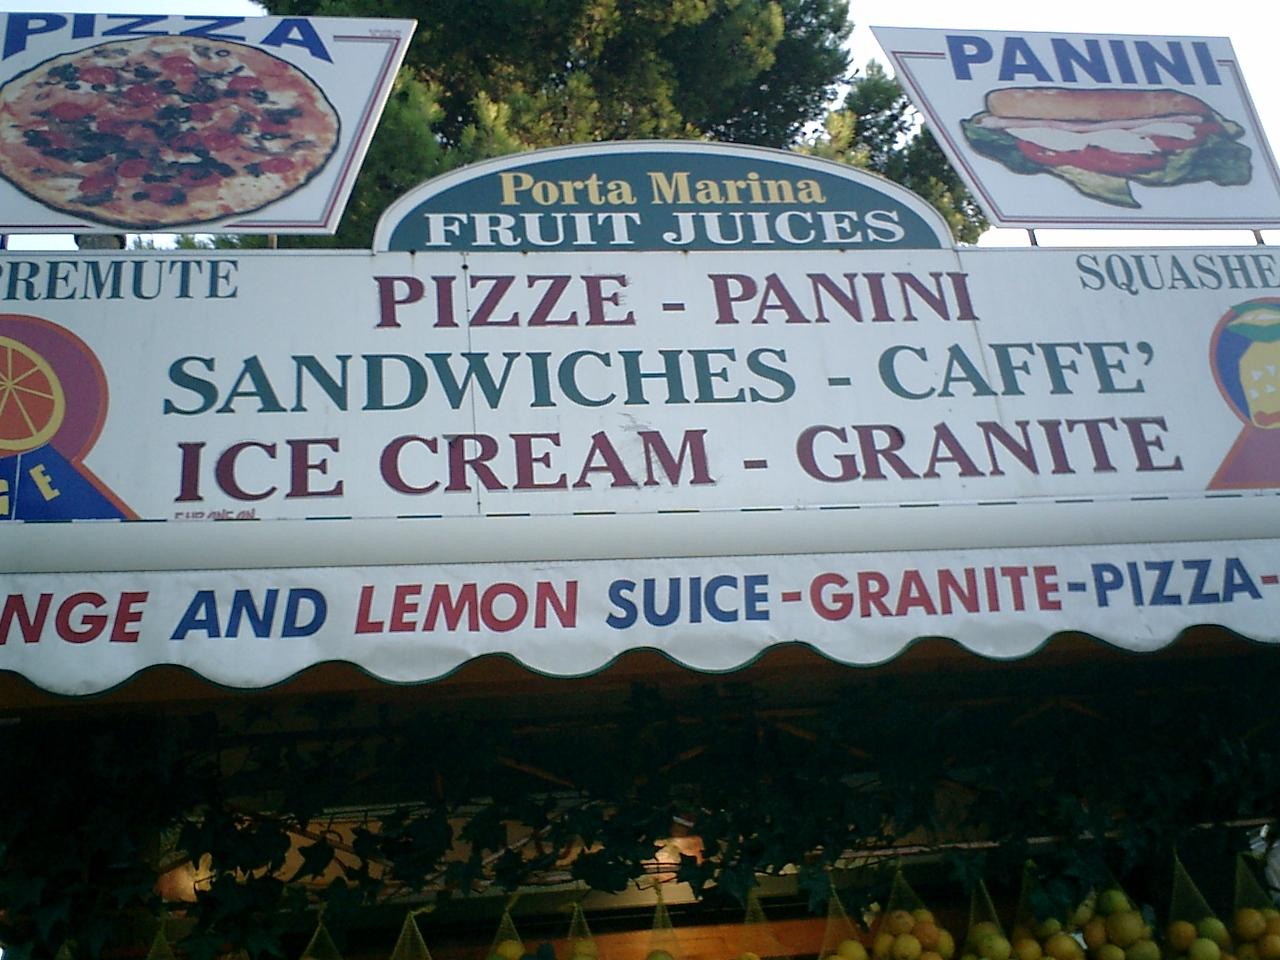 PIZZA
PANINI
Porta Marina
FRUIT JUICES
PREMUTE
PIZZE - PANINI
SQUASHE
SANDWICHES - CAFFE'
ICE CREAM - GRANITE
GE
NGE AND LEMON SUICE-GRANITE-PIZZA-